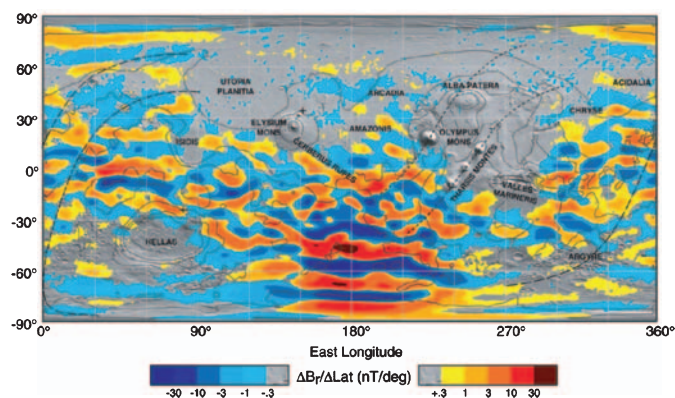 90°
60°
30°
0°
-30°
-60°
-90°
UTOPIA
PLANITIA
ELYSIUM
MONS
ISIDIS
CERBERUS RUPES
ARCADIA
AMAZONIS
ALBA PATERA
OLYMPUS
MONS
THARSIS MONTES
VALLES
MARINERIS
ACIDALIA
CHRYSE
HELLAS
ARGYRE
0° 90° 180° 270° 360°
East Longitude
ΔBr/ΔLat (nT/deg)
-30 -10 -3 -1 -.3
+.3 1 3 10 30